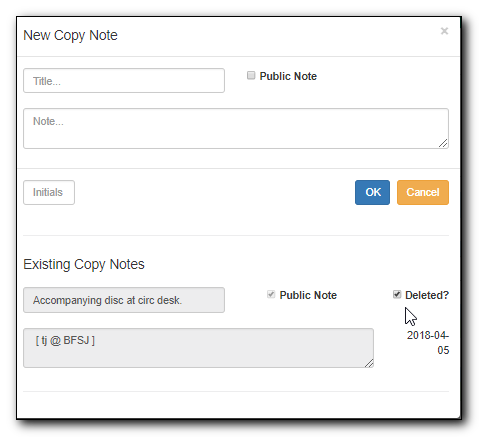 New Copy Note ×
Title... Public Note
Note...
Initials OK Cancel
Existing Copy Notes
Accompanying disc at circ desk. Public Note Deleted?
[ tj @ BFSJ ] 2018-04-
05